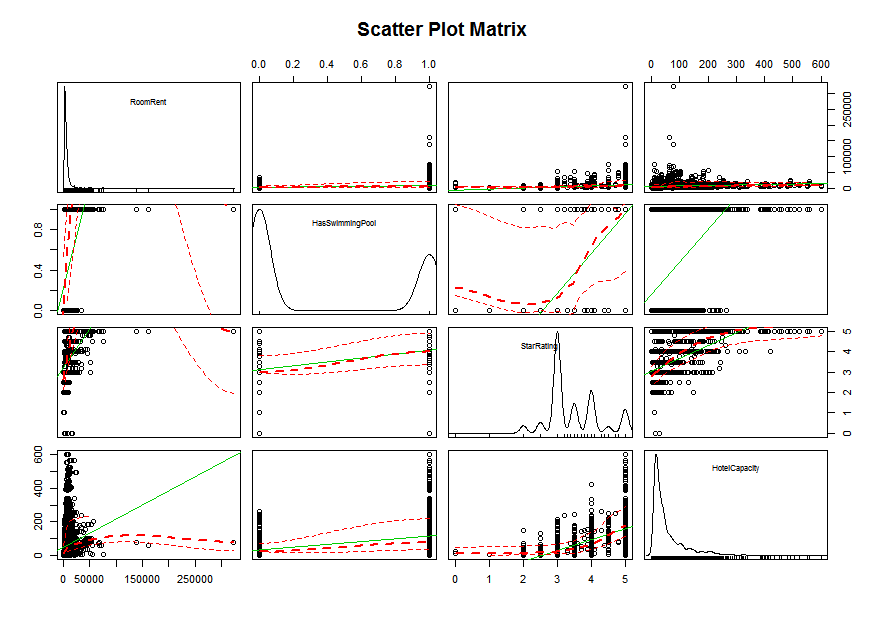 Scatter Plot Matrix
0.0 0.2 0.4 0.6 0.8 1.0
0 100 200 300 400 500 600
RoomRent
0 100000 250000
HasSwimmingPool
0.0 0.4 0.8
StarRating
0 1 2 3 4 5
HotelCapacity
0 200 400 600
0 50000 150000 250000
0 1 2 3 4 5